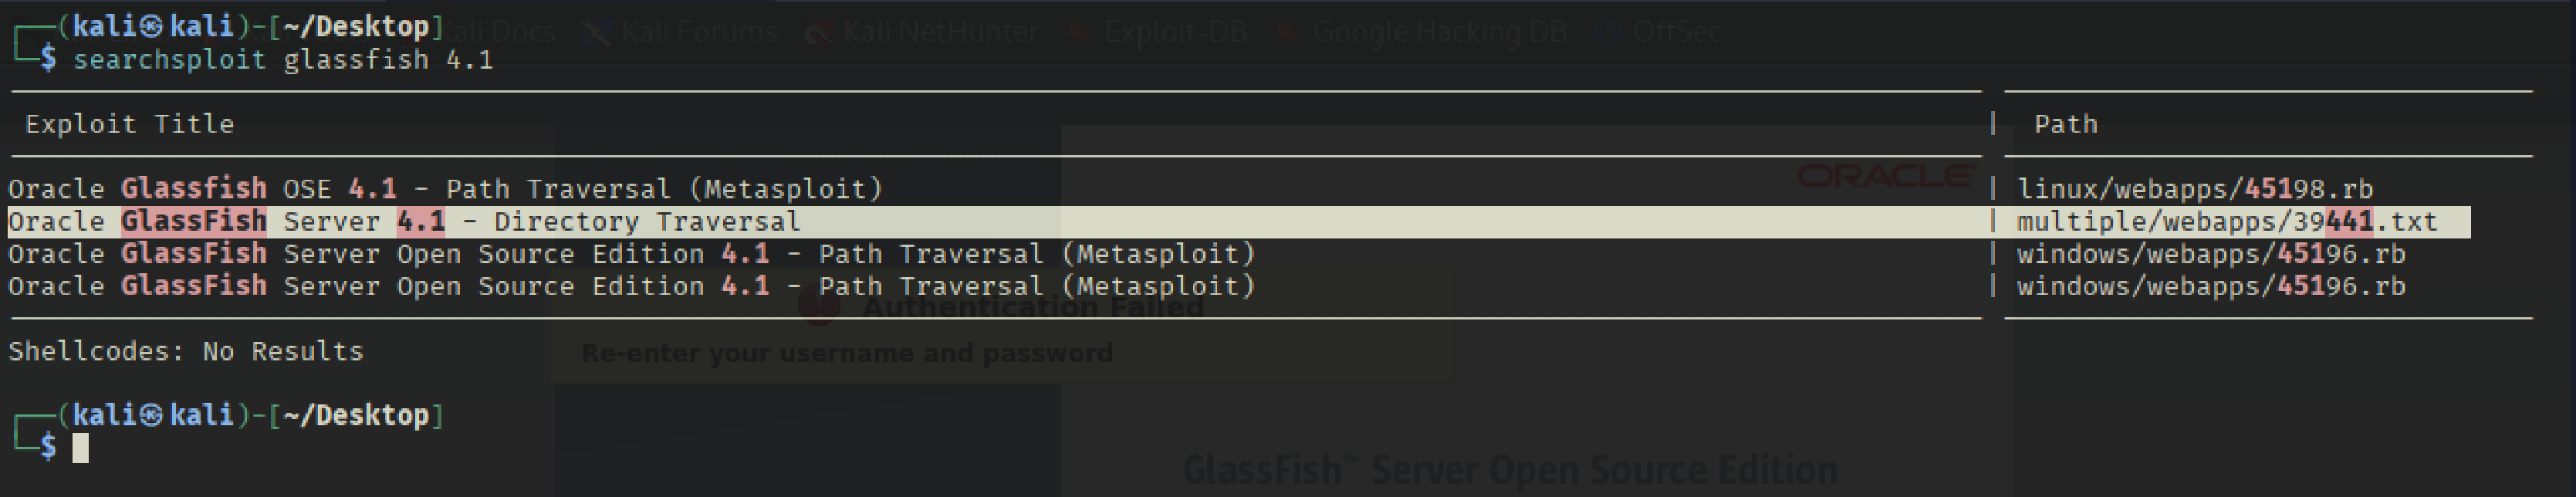 ┌──(kali㉿kali)-[~/Desktop]
Kali Docs Kali Forums Kali NetHunter Exploit-DB Google Hacking DB OffSec
└─$ searchsploit glassfish 4.1
Exploit Title | Path
ORACLE
Oracle Glassfish OSE 4.1 - Path Traversal (Metasploit) | linux/webapps/45198.rb
Oracle GlassFish Server 4.1 - Directory Traversal | multiple/webapps/39441.txt
Oracle GlassFish Server Open Source Edition 4.1 - Path Traversal (Metasploit) | windows/webapps/45196.rb
Oracle GlassFish Server Open Source Edition 4.1 - Path Traversal (Metasploit) | windows/webapps/45196.rb
Authentication Failed
Shellcodes: No Results
Re-enter your username and password
┌──(kali㉿kali)-[~/Desktop]
└─$
GlassFish™ Server Open Source Edition